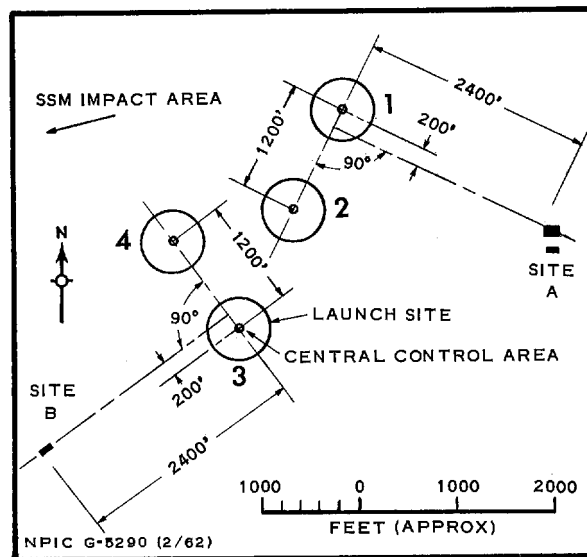 SSM IMPACT AREA
1
2400'
200'
1200'
90°
2
4
N
1200'
SITE
A
LAUNCH SITE
90°
CENTRAL CONTROL AREA
3
200'
SITE
B
2400'
1000 0 1000 2000
FEET (APPROX)
NPIC G-5290 (2/62)